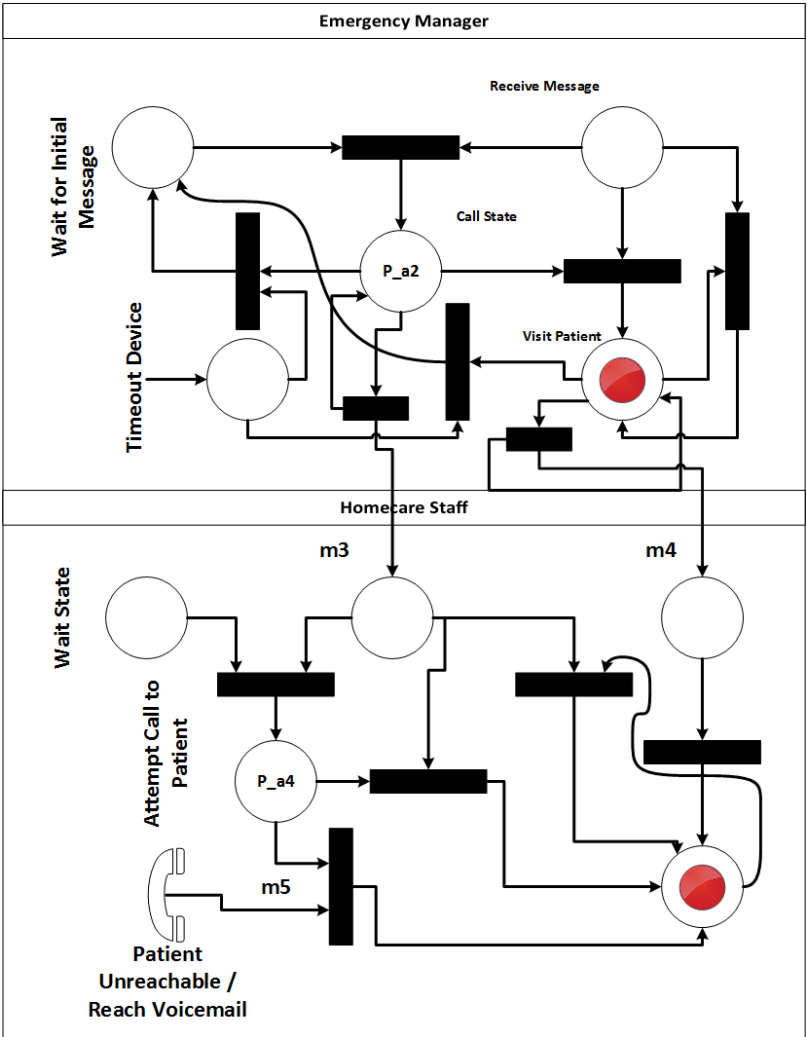 Emergency Manager
Receive Message
Wait for Initial
Message
Call State
P_a2
Visit Patient
Timeout Device
Homecare Staff
m3
m4
Wait State
Attempt Call to
Patient
P_a4
m5
Patient
Unreachable /
Reach Voicemail